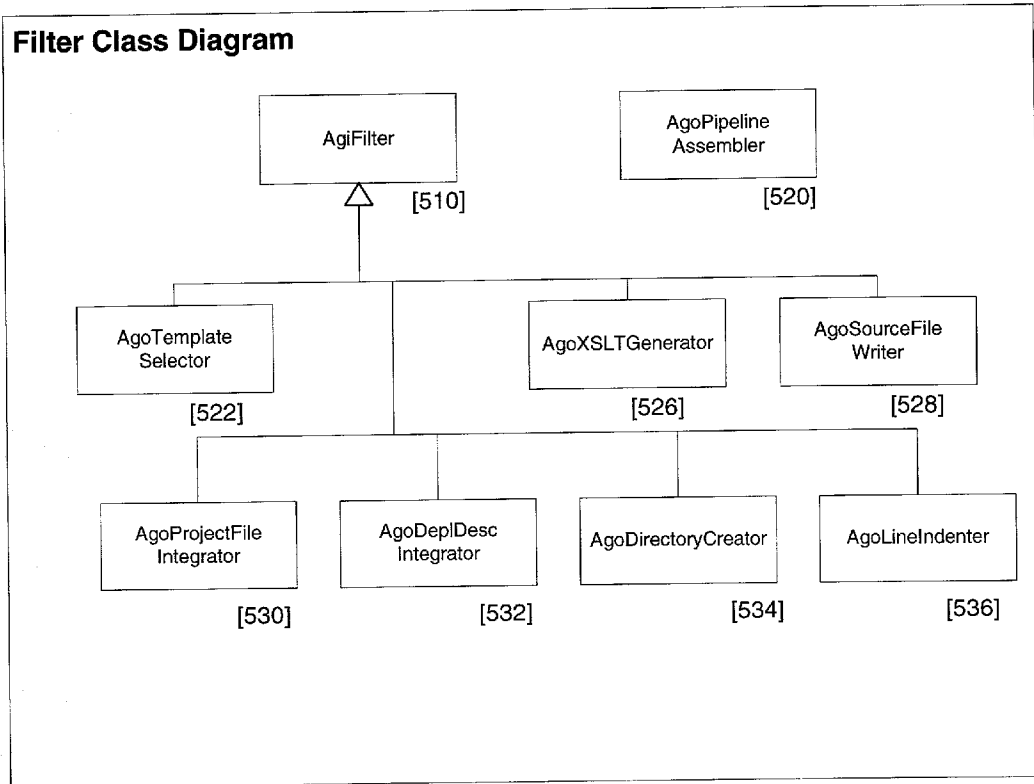 Filter Class Diagram
AgiFilter
[510]
AgoPipeline
Assembler
[520]
AgoTemplate
Selector
[522]
AgoXSLTGenerator
[526]
AgoSourceFile
Writer
[528]
AgoProjectFile
Integrator
[530]
AgoDeplDesc
Integrator
[532]
AgoDirectoryCreator
[534]
AgoLineIndenter
[536]